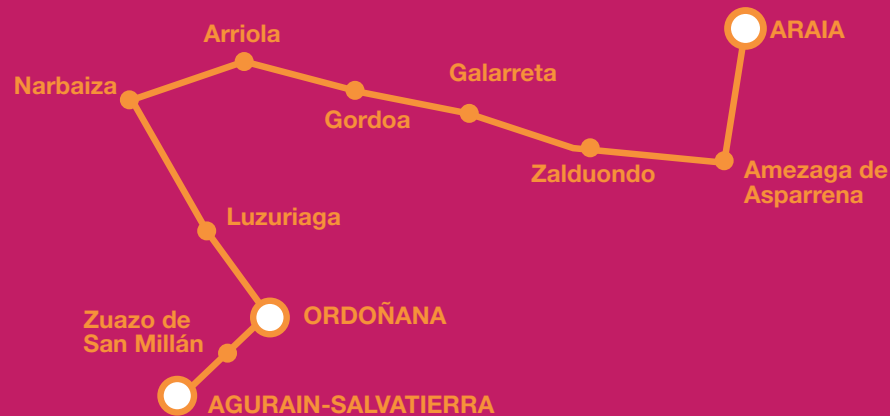 ARAIA
Arriola
Galarreta
Narbaiza
Gordoa
Zalduondo
Amezaga de
Asparrena
Luzuriaga
ORDOÑANA
Zuazo de
San Millán
AGURAIN-SALVATIERRA